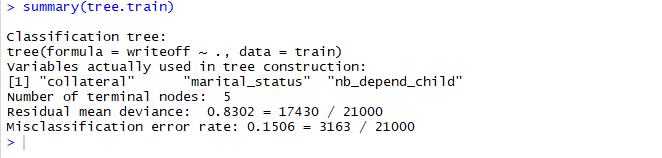 > summary(tree.train)
Classification tree:
tree(formula = writeoff ~ ., data = train)
Variables actually used in tree construction:
[1] "collateral"      "marital_status"  "nb_depend_child"
Number of terminal nodes:  5
Residual mean deviance:  0.8302 = 17430 / 21000
Misclassification error rate: 0.1506 = 3163 / 21000
>